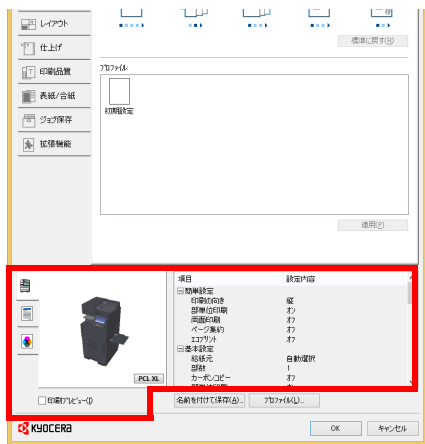 レイアウト
標準に戻す(R)
仕上げ
印刷品質
プロファイル:
表紙/合紙
初期設定
ジョブ保存
拡張機能
適用(P)
項目 設定内容
簡単設定
印刷の向き 縦
部単位印刷 オン
両面印刷 オフ
ページ集約 オフ
エコプリント オフ
基本設定
給紙元 自動選択
部数 1
カーボンコピー オフ
PCL XL
印刷プレビュー(I)
名前を付けて保存(A)... プロファイル(L)...
KYOCERA
OK キャンセル